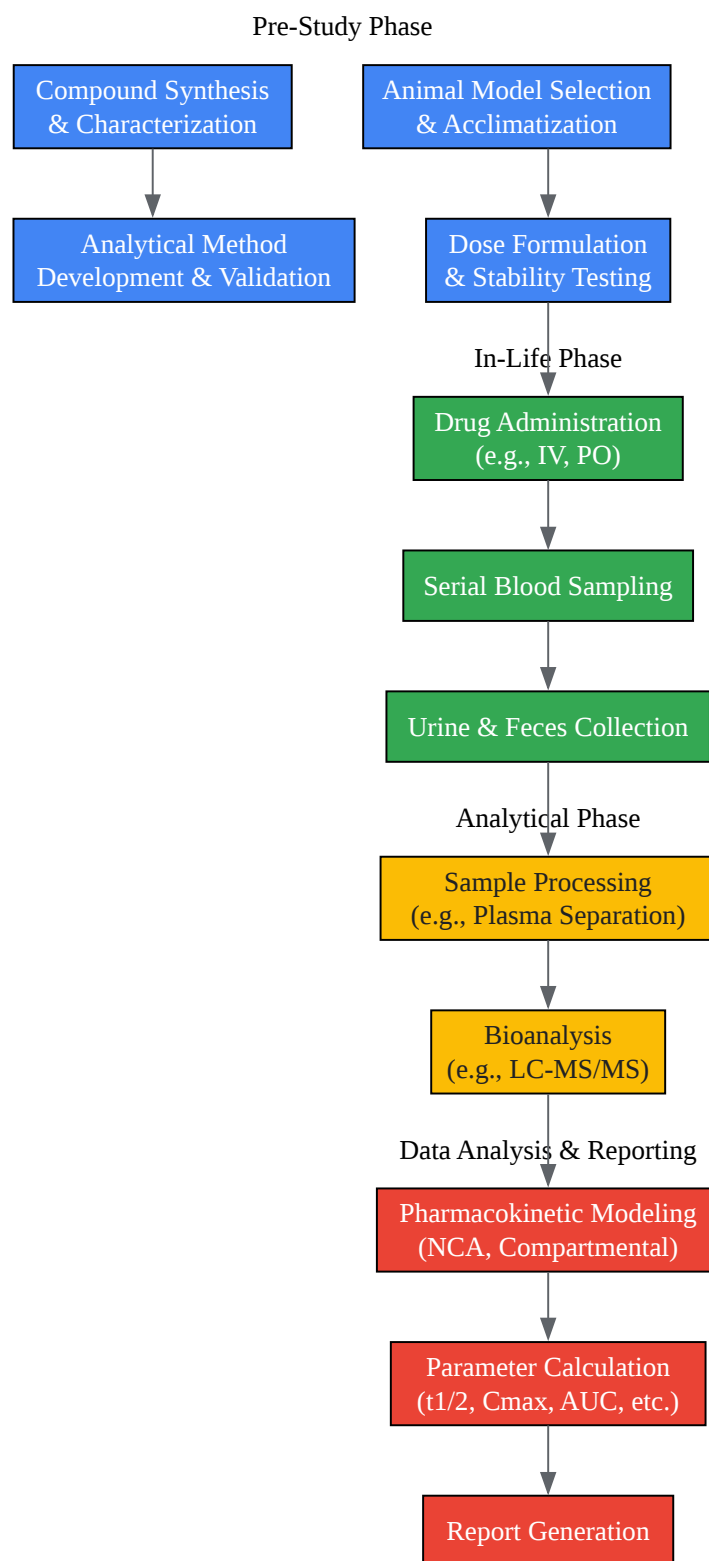 Pre-Study Phase
Compound Synthesis
& Characterization
Animal Model Selection
& Acclimatization
Analytical Method
Development & Validation
Dose Formulation
& Stability Testing
In-Life Phase
Drug Administration
(e.g., IV, PO)
Serial Blood Sampling
Urine & Feces Collection
Analytical Phase
Sample Processing
(e.g., Plasma Separation)
Bioanalysis
(e.g., LC-MS/MS)
Data Analysis & Reporting
Pharmacokinetic Modeling
(NCA, Compartmental)
Parameter Calculation
(t1/2, Cmax, AUC, etc.)
Report Generation